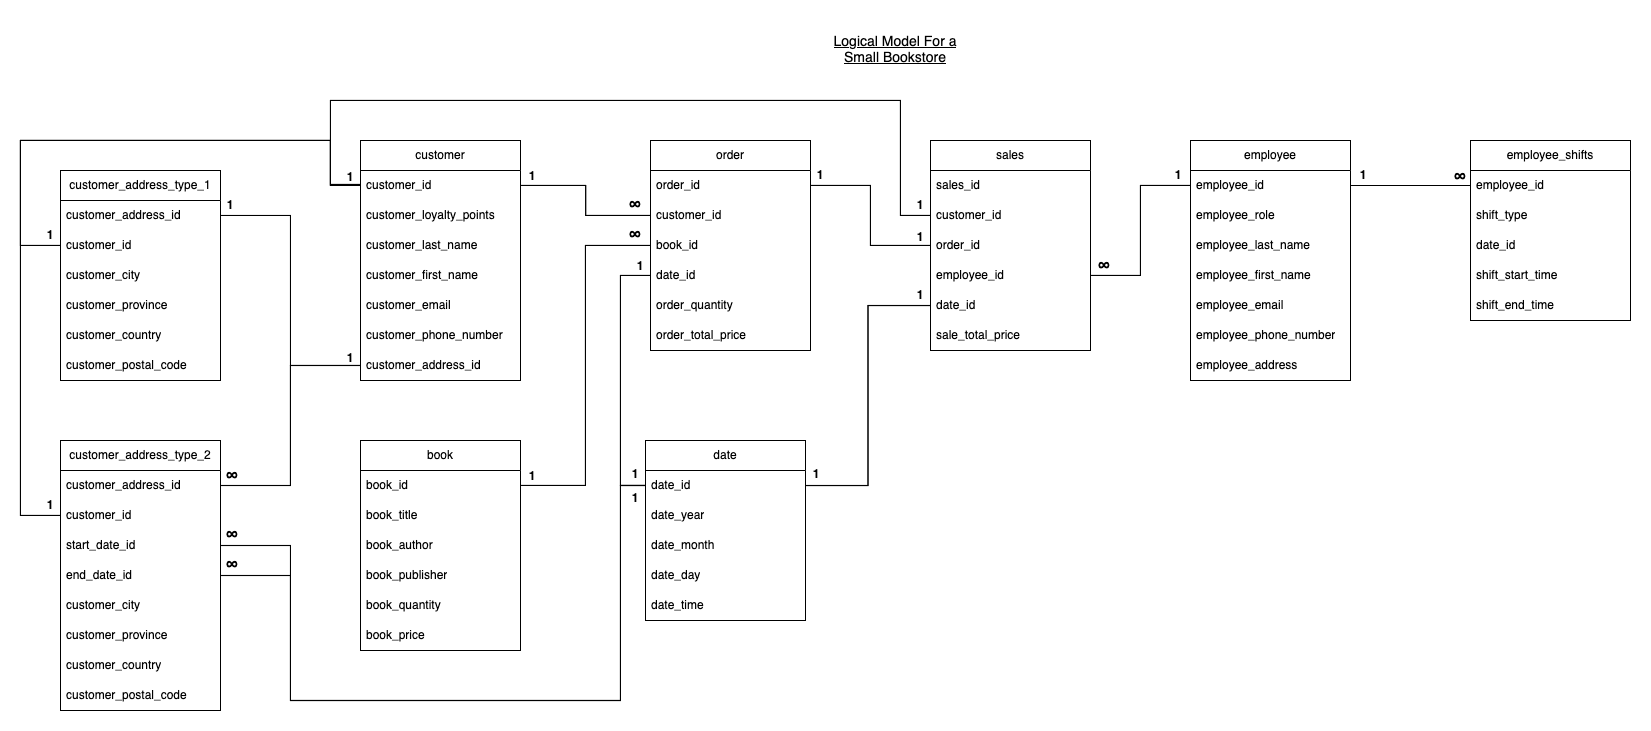 Logical Model For a
Small Bookstore
customer_address_type_1
customer_address_id
customer_id
customer_city
customer_province
customer_country
customer_postal_code
1
1
customer_address_type_2
customer_address_id
customer_id
start_date_id
end_date_id
customer_city
customer_province
customer_country
customer_postal_code
1
∞
∞
∞
customer
customer_id
customer_loyalty_points
customer_last_name
customer_first_name
customer_email
customer_phone_number
customer_address_id
1
1
1
book
book_id
book_title
book_author
book_publisher
book_quantity
book_price
1
order
order_id
customer_id
book_id
date_id
order_quantity
order_total_price
∞
∞
1
1
date
date_id
date_year
date_month
date_day
date_time
1
1
1
sales
sales_id
customer_id
order_id
employee_id
date_id
sale_total_price
1
1
1
∞
employee
employee_id
employee_role
employee_last_name
employee_first_name
employee_email
employee_phone_number
employee_address
1
1
employee_shifts
employee_id
shift_type
date_id
shift_start_time
shift_end_time
∞